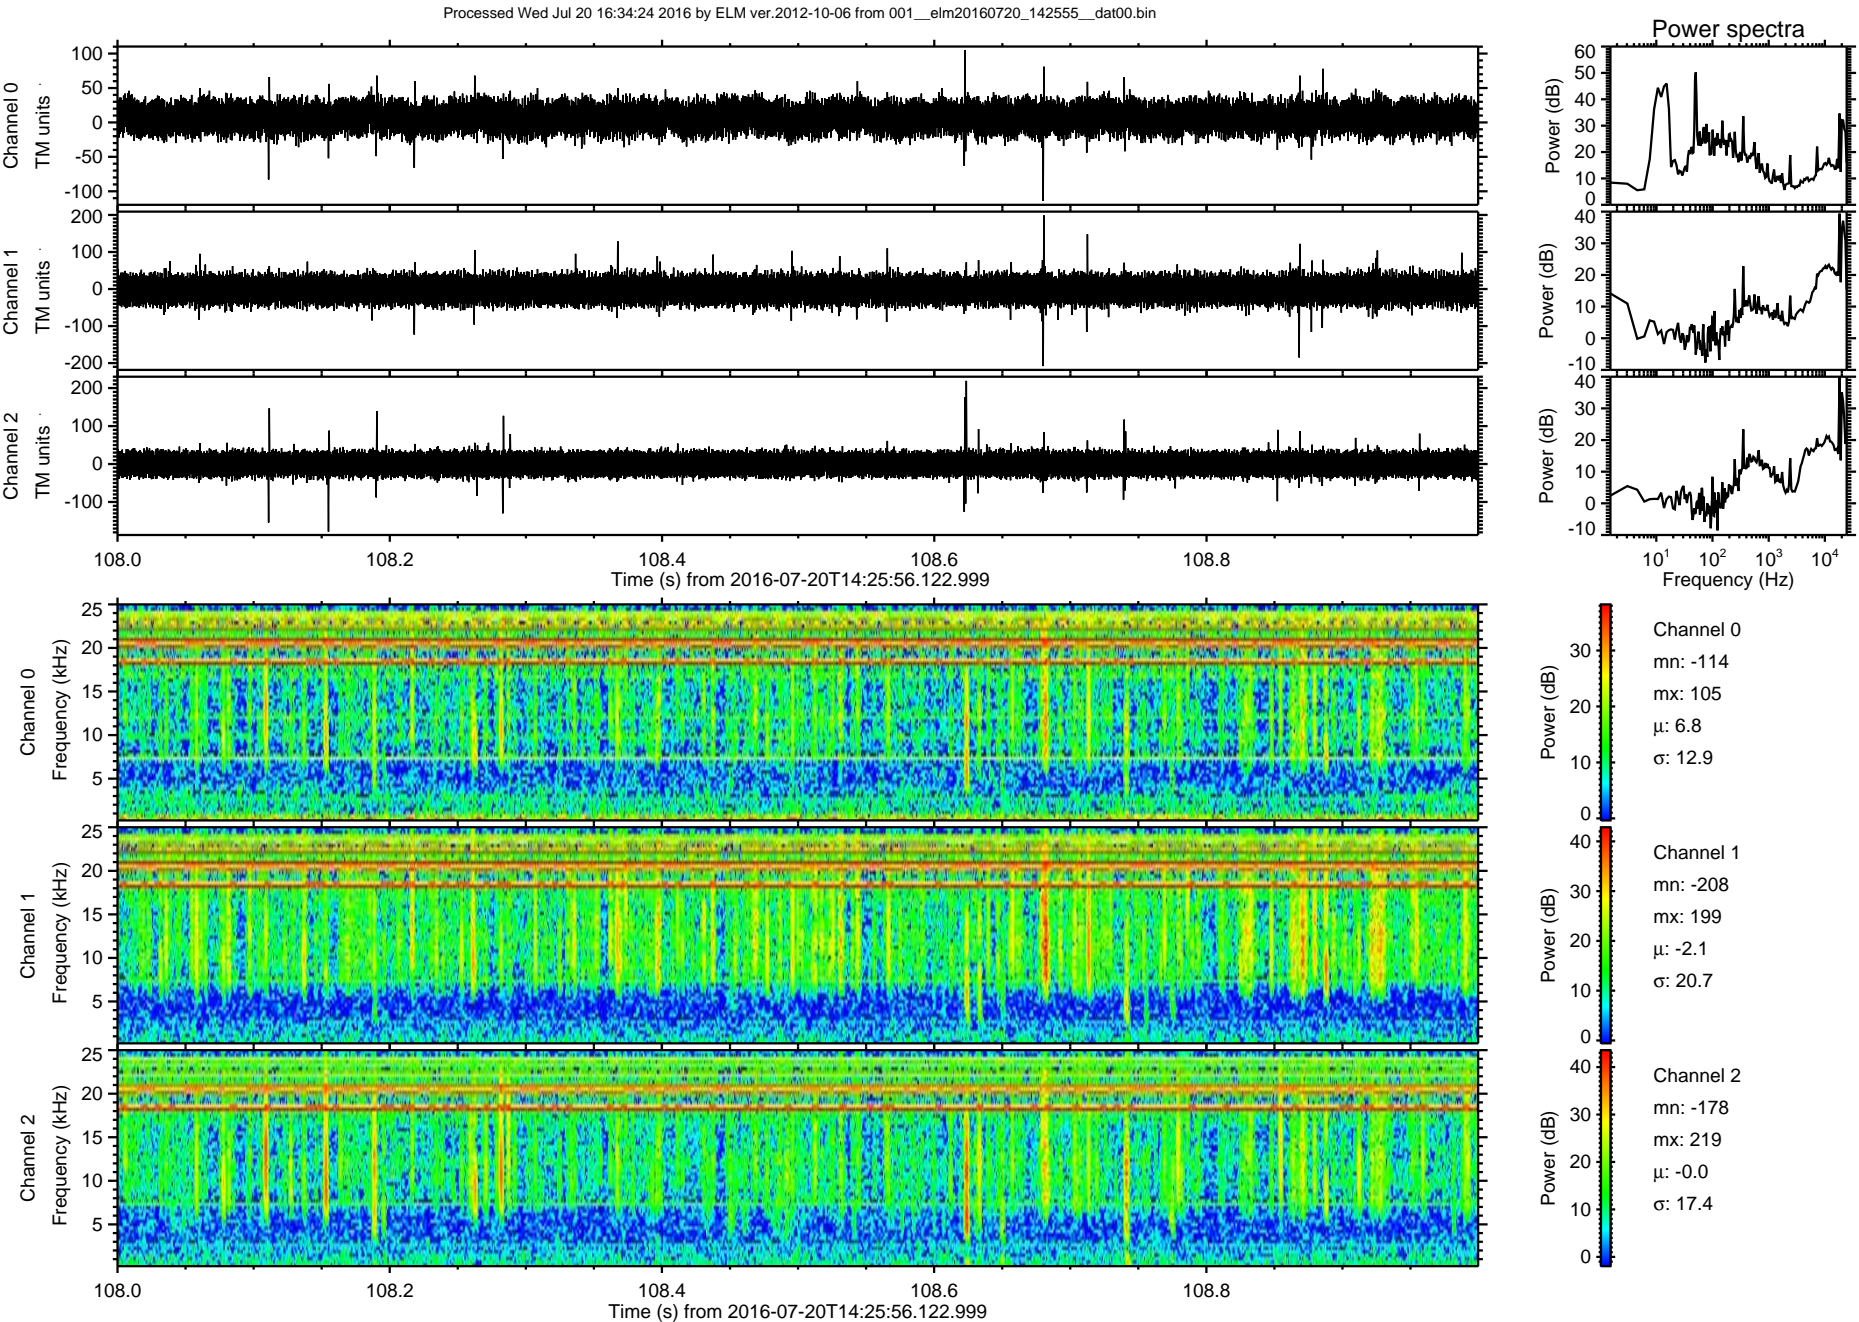 Processed Wed Jul 20 16:34:24 2016 by ELM ver.2012-10-06 from 001__elm20160720_142555__dat00.bin
Power spectra
Channel 0
TM units
100
50
0
-50
-100
Power (dB)
60
50
40
30
20
10
0
Channel 1
TM units
200
100
0
-100
-200
Power (dB)
40
30
20
10
0
-10
Channel 2
TM units
200
100
0
-100
Power (dB)
40
30
20
10
0
-10
108.0 108.2 108.4 108.6 108.8
Time (s) from 2016-07-20T14:25:56.122.999
10¹ 10² 10³ 10⁴
Frequency (Hz)
Channel 0
Frequency (kHz)
25
20
15
10
5
Power (dB)
30
20
10
0
Channel 0
mn: -114
mx: 105
μ: 6.8
σ: 12.9
Channel 1
Frequency (kHz)
25
20
15
10
5
Power (dB)
40
30
20
10
0
Channel 1
mn: -208
mx: 199
μ: -2.1
σ: 20.7
Channel 2
Frequency (kHz)
25
20
15
10
5
Power (dB)
40
30
20
10
0
Channel 2
mn: -178
mx: 219
μ: -0.0
σ: 17.4
108.0 108.2 108.4 108.6 108.8
Time (s) from 2016-07-20T14:25:56.122.999